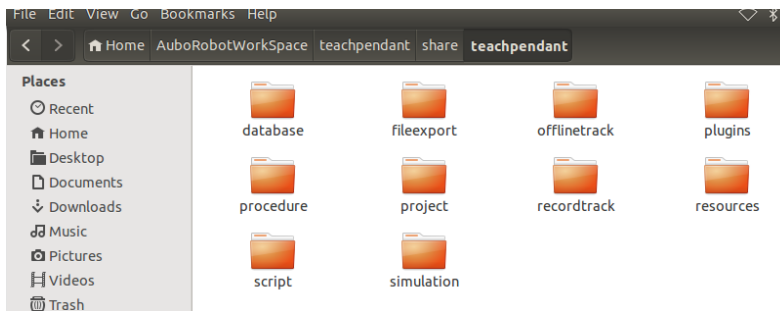 File Edit View Go Bookmarks Help
Home AuboRobotWorkSpace teachpendant share teachpendant
Places
Recent
Home
Desktop
Documents
Downloads
Music
Pictures
Videos
Trash
database fileexport offlinetrack plugins
procedure project recordtrack resources
script simulation